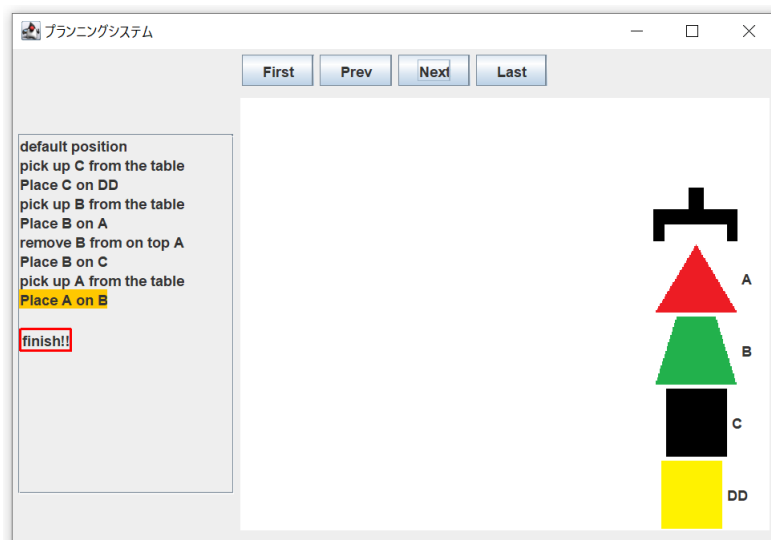 プランニングシステム
First Prev Next Last
default position
pick up C from the table
Place C on DD
pick up B from the table
Place B on A
remove B from on top A
Place B on C
pick up A from the table
Place A on B
finish!!
A
B
C
DD